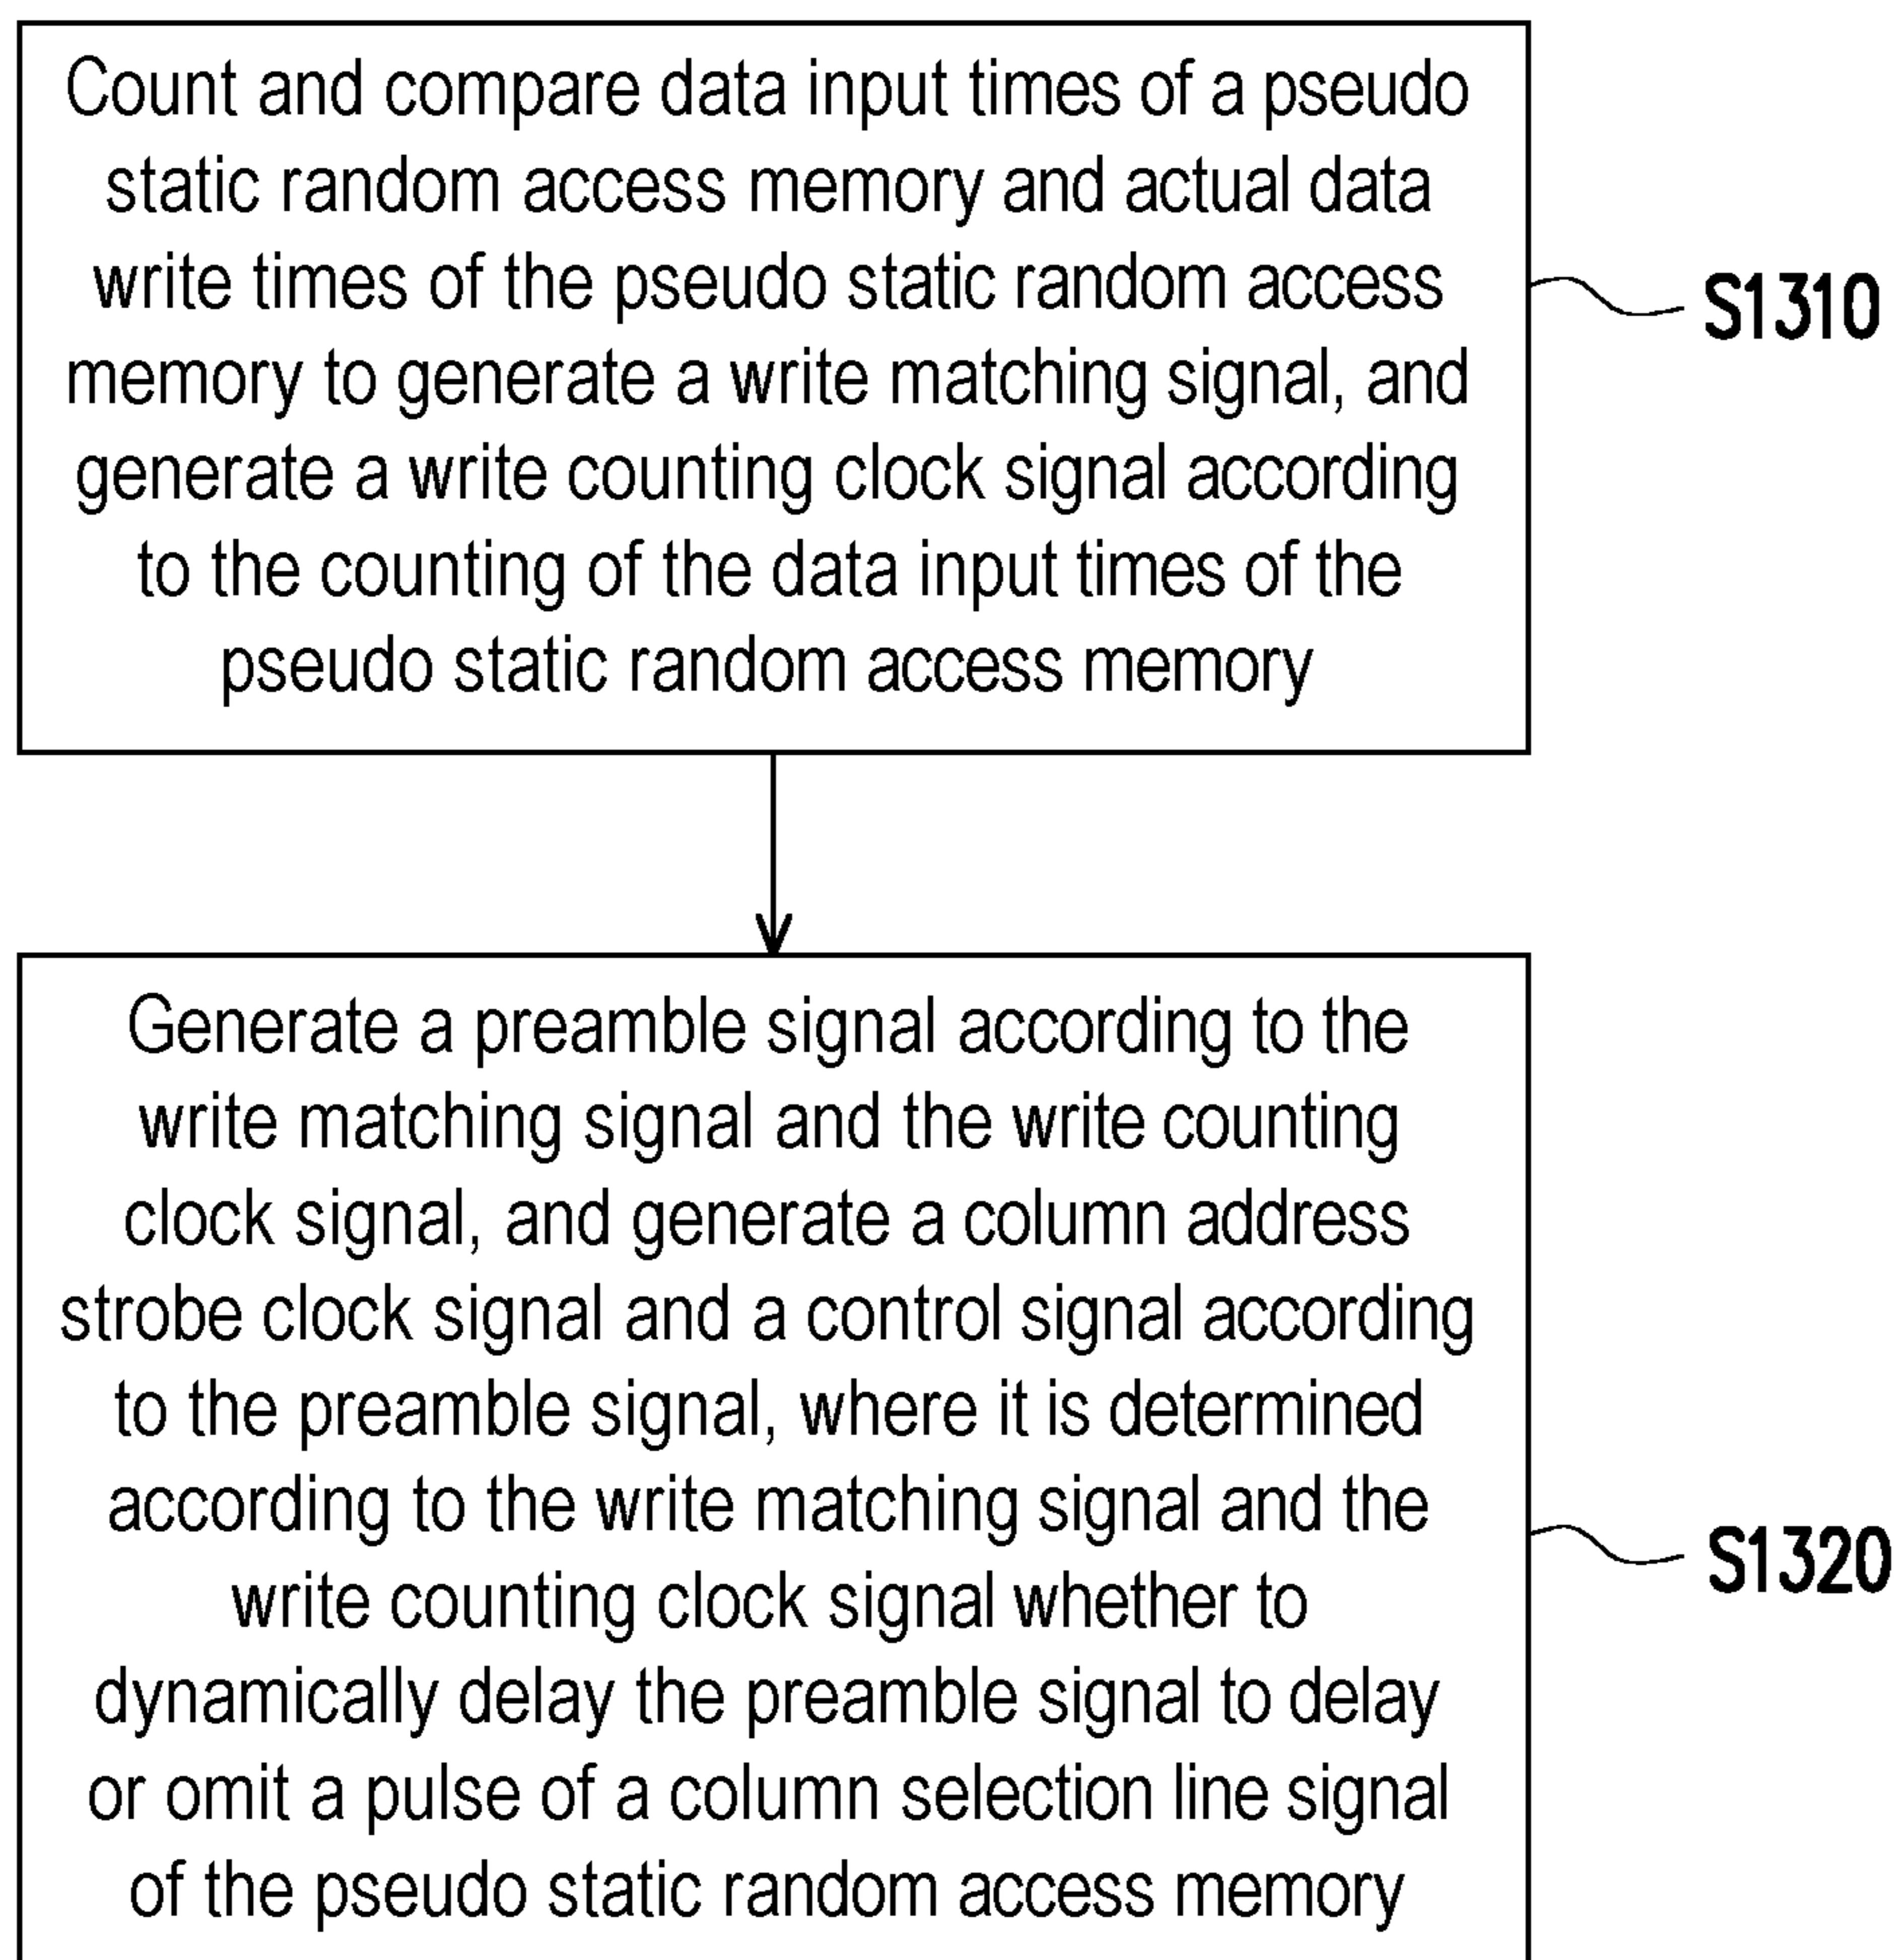 Count and compare data input times of a pseudo
static random access memory and actual data
write times of the pseudo static random access
memory to generate a write matching signal, and
generate a write counting clock signal according
to the counting of the data input times of the
pseudo static random access memory
S1310
Generate a preamble signal according to the
write matching signal and the write counting
clock signal, and generate a column address
strobe clock signal and a control signal according
to the preamble signal, where it is determined
according to the write matching signal and the
write counting clock signal whether to
dynamically delay the preamble signal to delay
or omit a pulse of a column selection line signal
of the pseudo static random access memory
S1320